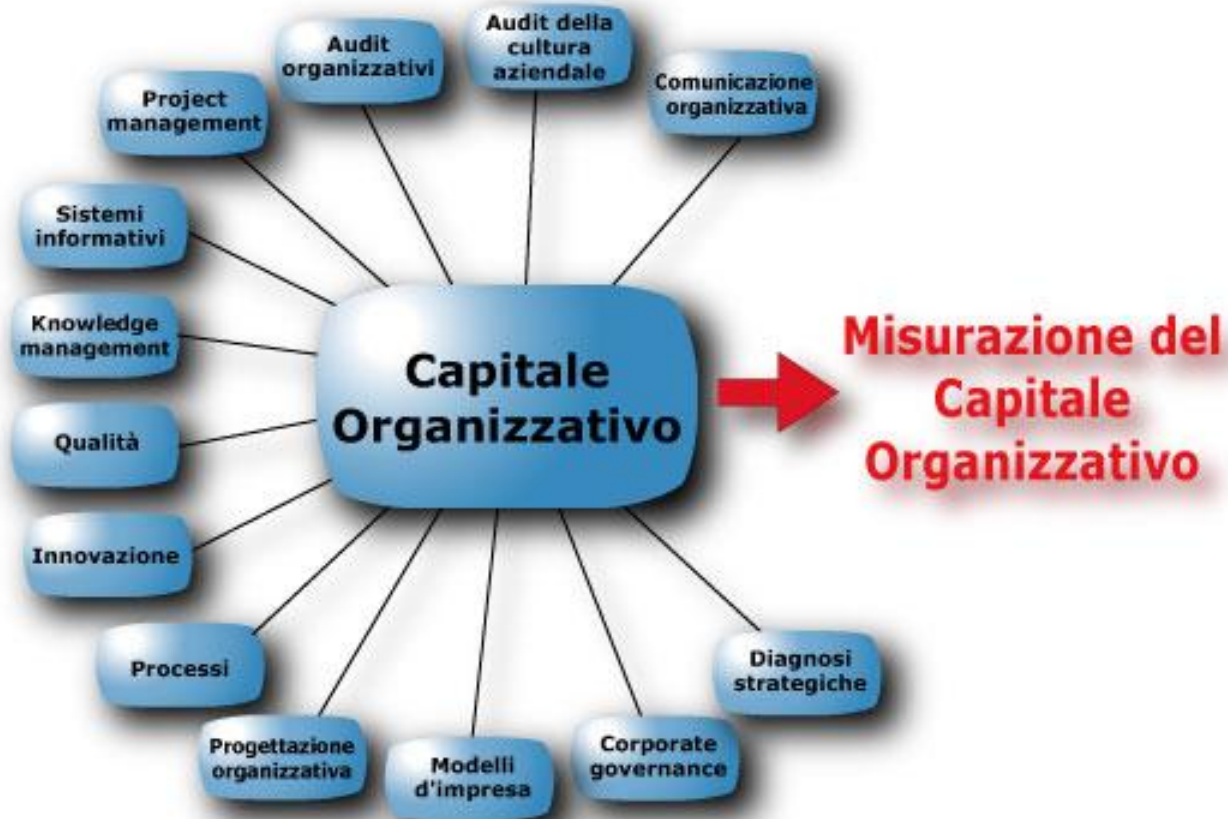 Audit
organizzativi
Audit della
cultura
aziendale
Comunicazione
organizzativa
Project
management
Sistemi
informativi
Knowledge
management
Qualità
Innovazione
Processi
Progettazione
organizzativa
Modelli
d'impresa
Corporate
governance
Diagnosi
strategiche
Capitale
Organizzativo
Misurazione del
Capitale
Organizzativo